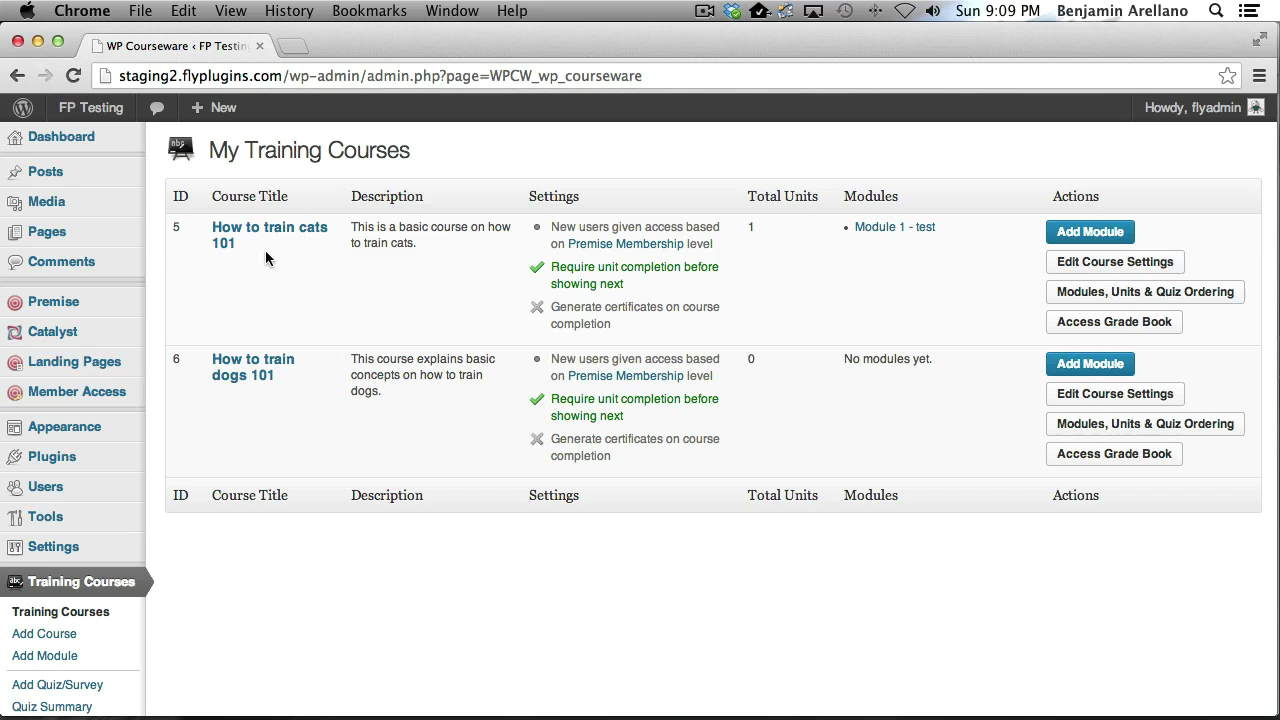 Chrome File Edit View History Bookmarks Window Help Sun 9:09 PM Benjamin Arellano
WP Courseware ‹ FP Testin
staging2.flyplugins.com/wp-admin/admin.php?page=WPCW_wp_courseware
FP Testing + New Howdy, flyadmin
Dashboard
Posts
Media
Pages
Comments
Premise
Catalyst
Landing Pages
Member Access
Appearance
Plugins
Users
Tools
Settings
Training Courses
Training Courses
Add Course
Add Module
Add Quiz/Survey
Quiz Summary
abc My Training Courses
ID Course Title Description Settings Total Units Modules Actions
5 How to train cats 101
This is a basic course on how
to train cats.
• New users given access based
on Premise Membership level
Require unit completion before
showing next
Generate certificates on course
completion
1
• Module 1 - test
Add Module
Edit Course Settings
Modules, Units & Quiz Ordering
Access Grade Book
6 How to train
dogs 101
This course explains basic
concepts on how to train
dogs.
• New users given access based
on Premise Membership level
Require unit completion before
showing next
Generate certificates on course
completion
0
No modules yet.
Add Module
Edit Course Settings
Modules, Units & Quiz Ordering
Access Grade Book
ID Course Title Description Settings Total Units Modules Actions